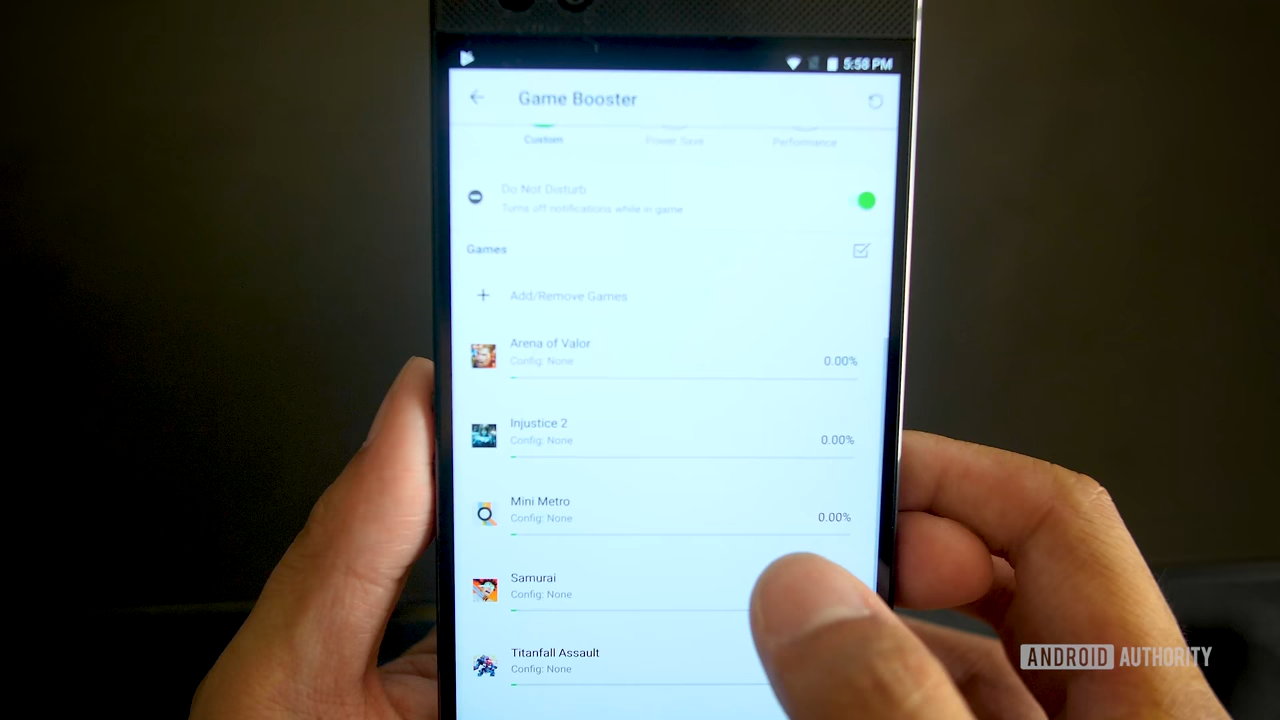 5:58 PM
Game Booster
Custom Power Save Performance
Do Not Disturb
Turns off notifications while in game
Games
Add/Remove Games
Arena of Valor
Config: None 0.00%
Injustice 2
Config: None 0.00%
Mini Metro
Config: None 0.00%
Samurai
Config: None
Titanfall Assault
Config: None
ANDROID AUTHORITY